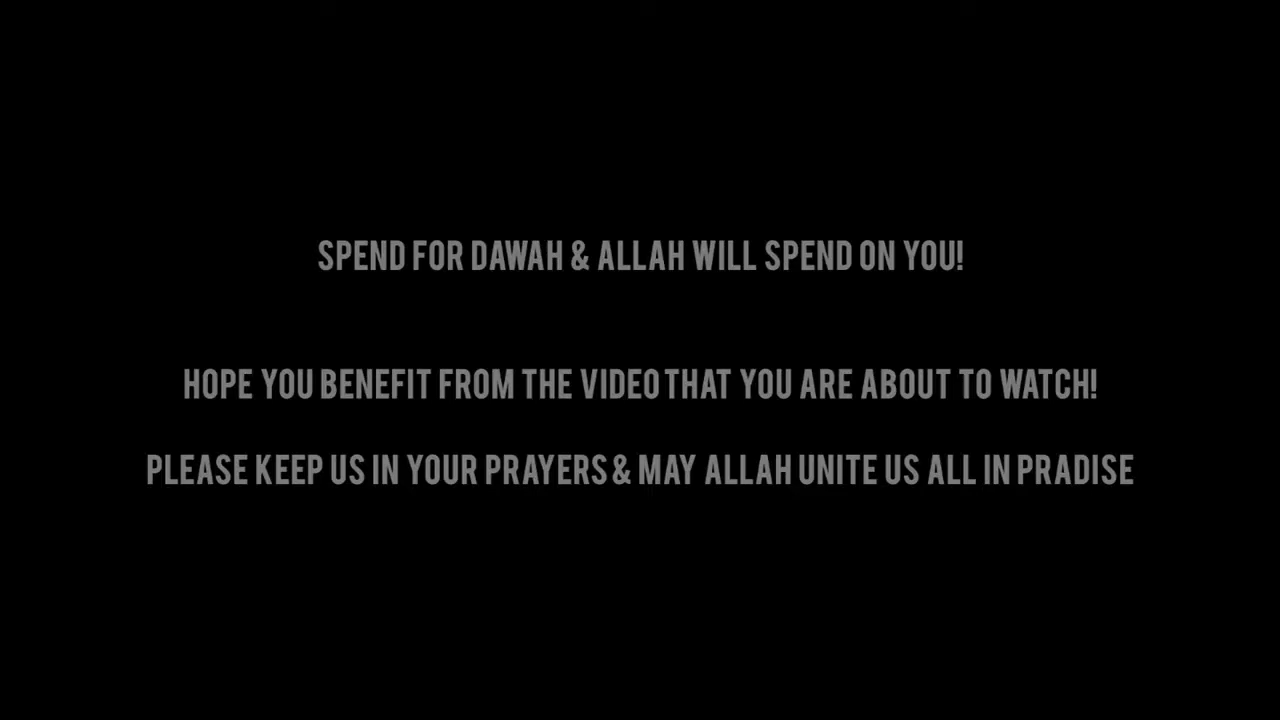 SPEND FOR DAWAH & ALLAH WILL SPEND ON YOU!
HOPE YOU BENEFIT FROM THE VIDEO THAT YOU ARE ABOUT TO WATCH!
PLEASE KEEP US IN YOUR PRAYERS & MAY ALLAH UNITE US ALL IN PRADISE